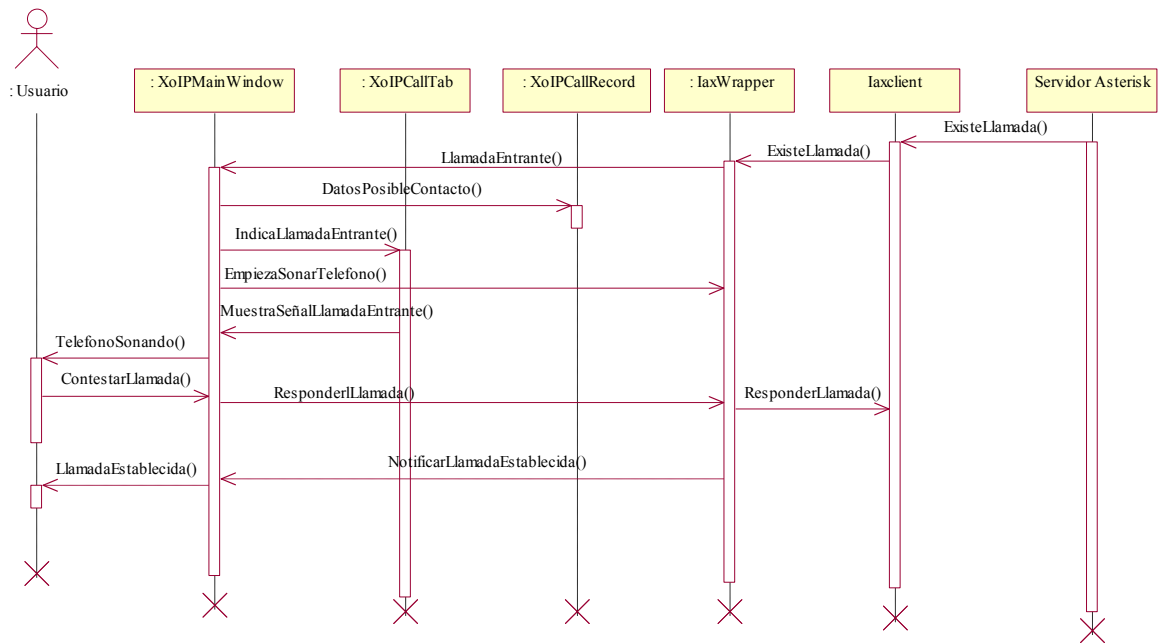 : Usuario
: XoIPMainWindow
: XoIPCallTab
: XoIPCallRecord
: IaxWrapper
Iaxclient
Servidor Asterisk
ExisteLlamada()
ExisteLlamada()
LlamadaEntrante()
DatosPosibleContacto()
IndicaLlamadaEntrante()
EmpiezaSonarTelefono()
MuestraSeñalLlamadaEntrante()
TelefonoSonando()
ContestarLlamada()
ResponderlLlamada()
ResponderLlamada()
NotificarLlamadaEstablecida()
LlamadaEstablecida()